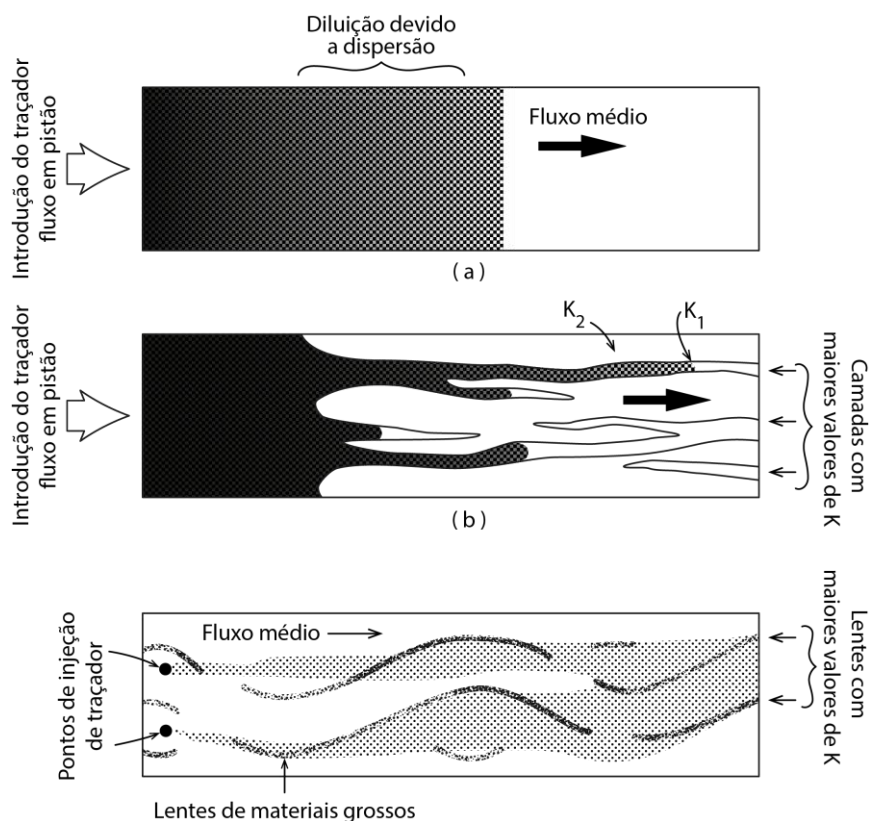 Diluição devido
a dispersão
Introdução do traçador
fluxo em pistão
Fluxo médio
(a)
Introdução do traçador
fluxo em pistão
K2
K1
Camadas com
maiores valores de K
(b)
Pontos de injeção
de traçador
Fluxo médio
Lentes com
maiores valores de K
Lentes de materiais grossos